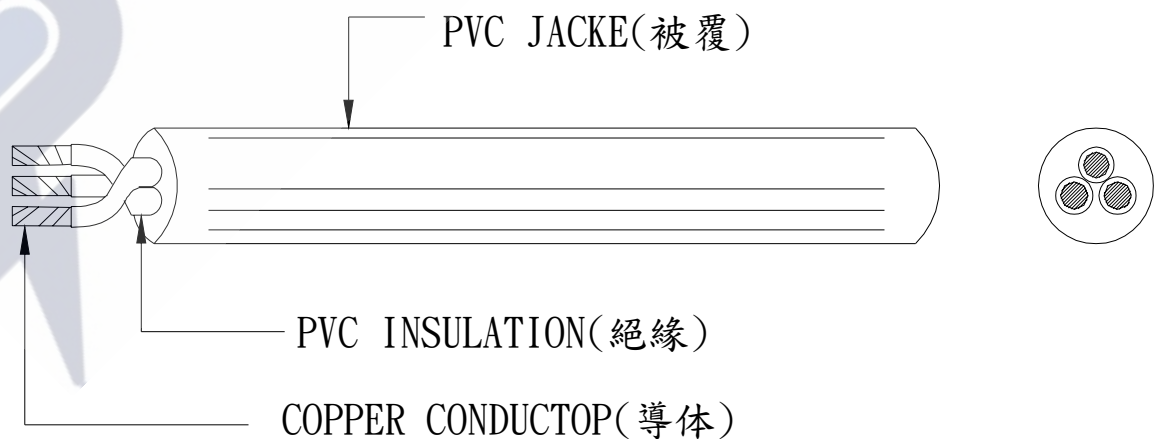 PVC JACKE(被覆)
PVC INSULATION(絕緣)
COPPER CONDUCTOP(導体)